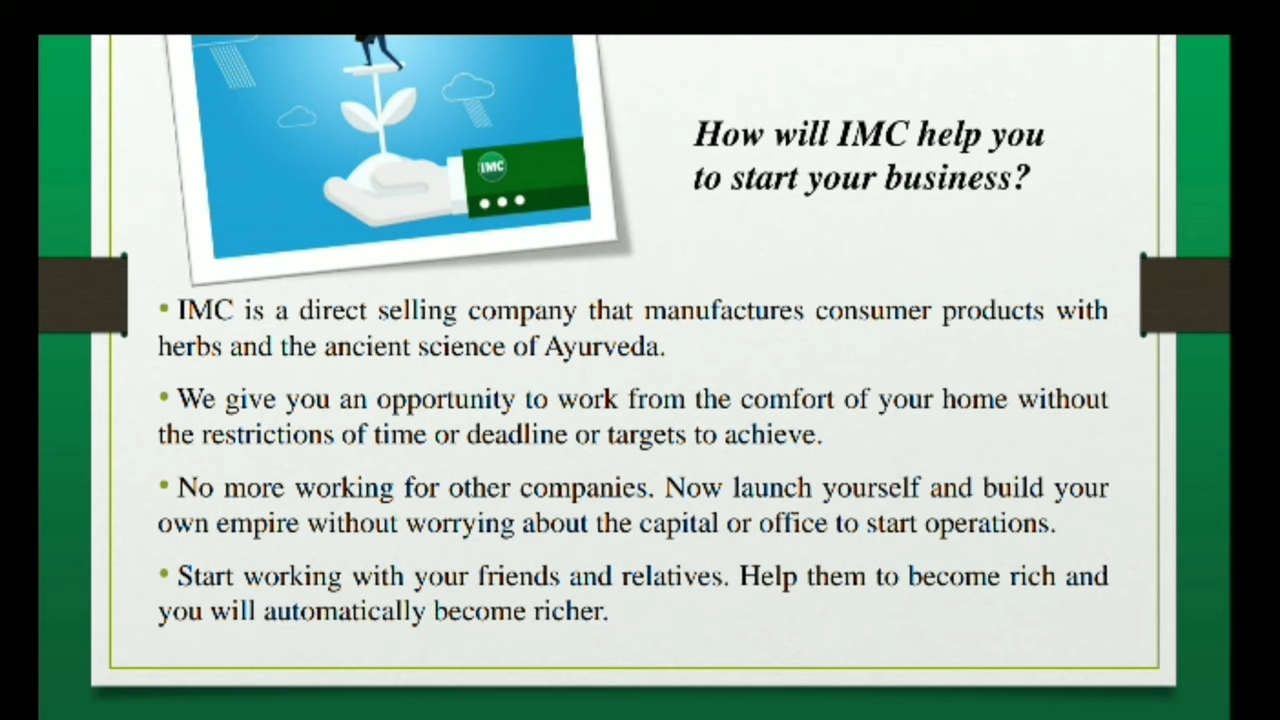 IMC
How will IMC help you
to start your business?
• IMC is a direct selling company that manufactures consumer products with
herbs and the ancient science of Ayurveda.
• We give you an opportunity to work from the comfort of your home without
the restrictions of time or deadline or targets to achieve.
• No more working for other companies. Now launch yourself and build your
own empire without worrying about the capital or office to start operations.
• Start working with your friends and relatives. Help them to become rich and
you will automatically become richer.